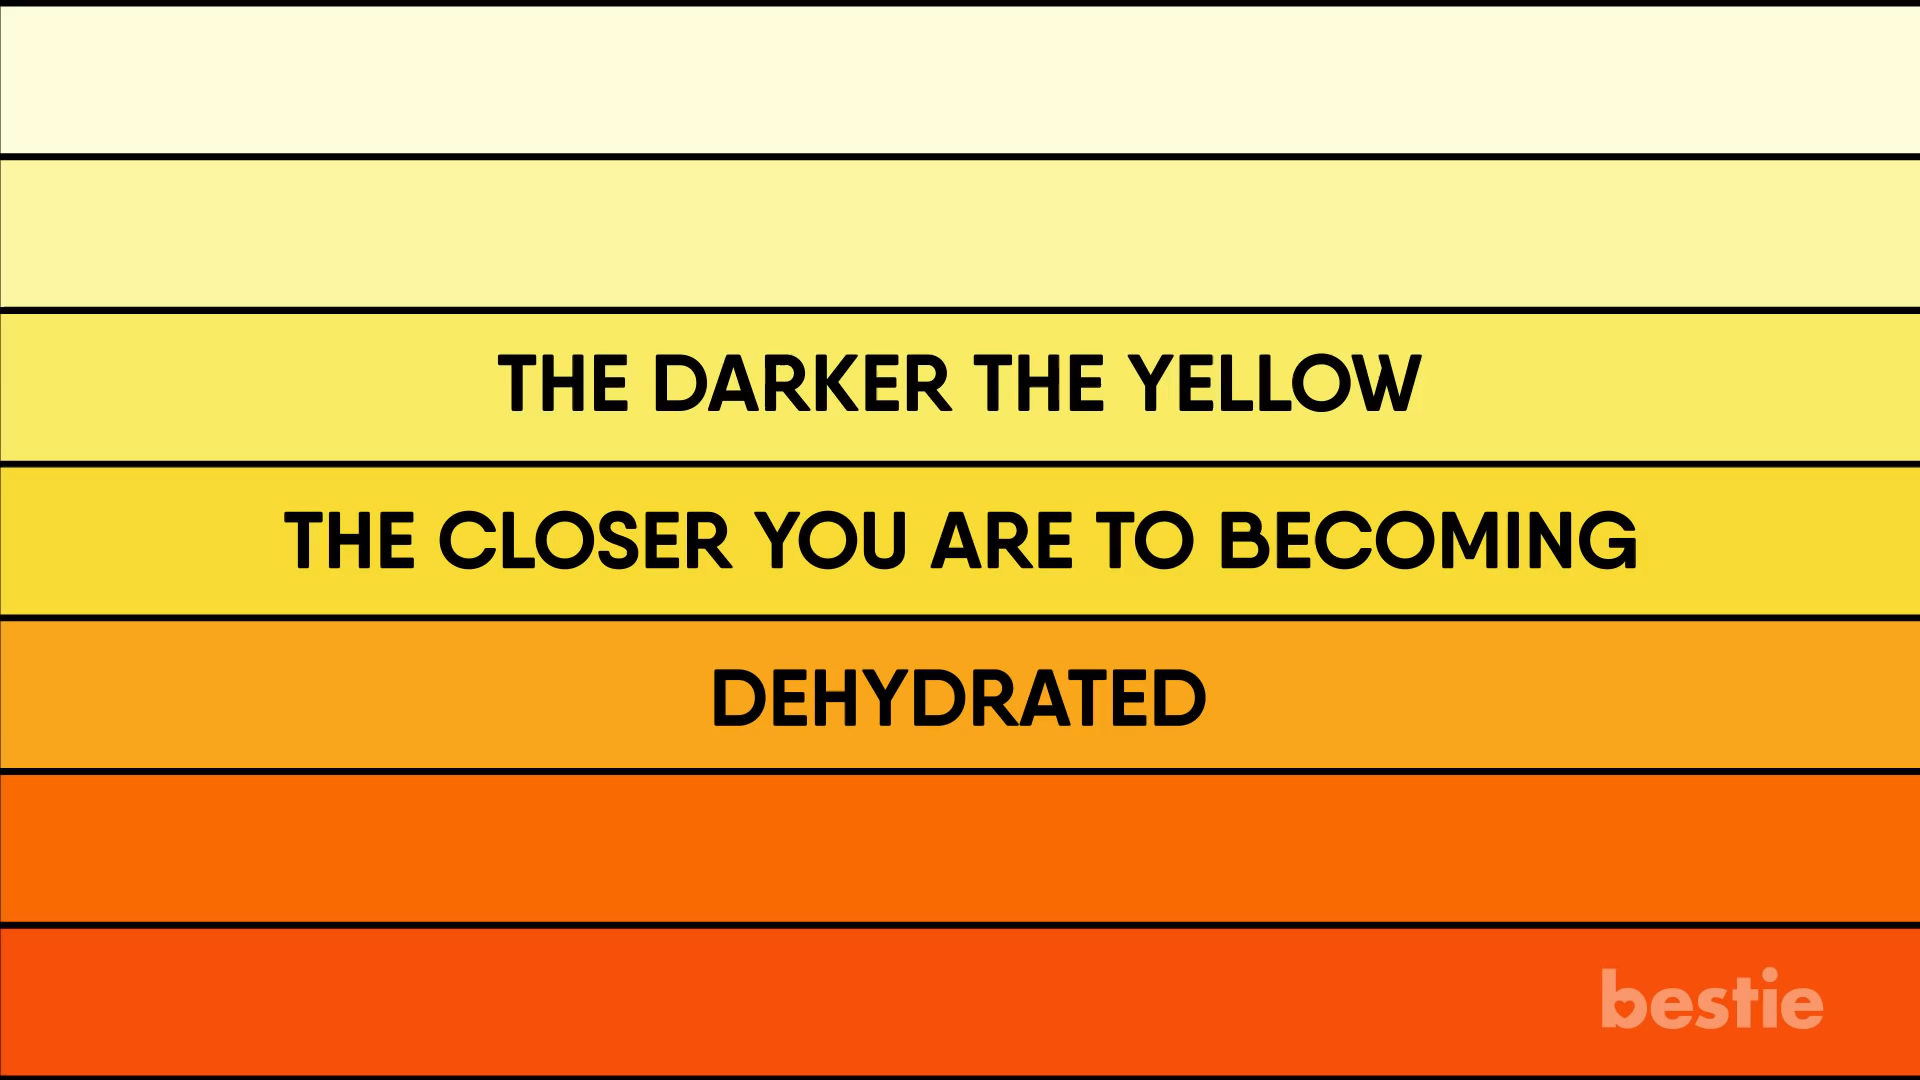 THE DARKER THE YELLOW
THE CLOSER YOU ARE TO BECOMING
DEHYDRATED
bestie